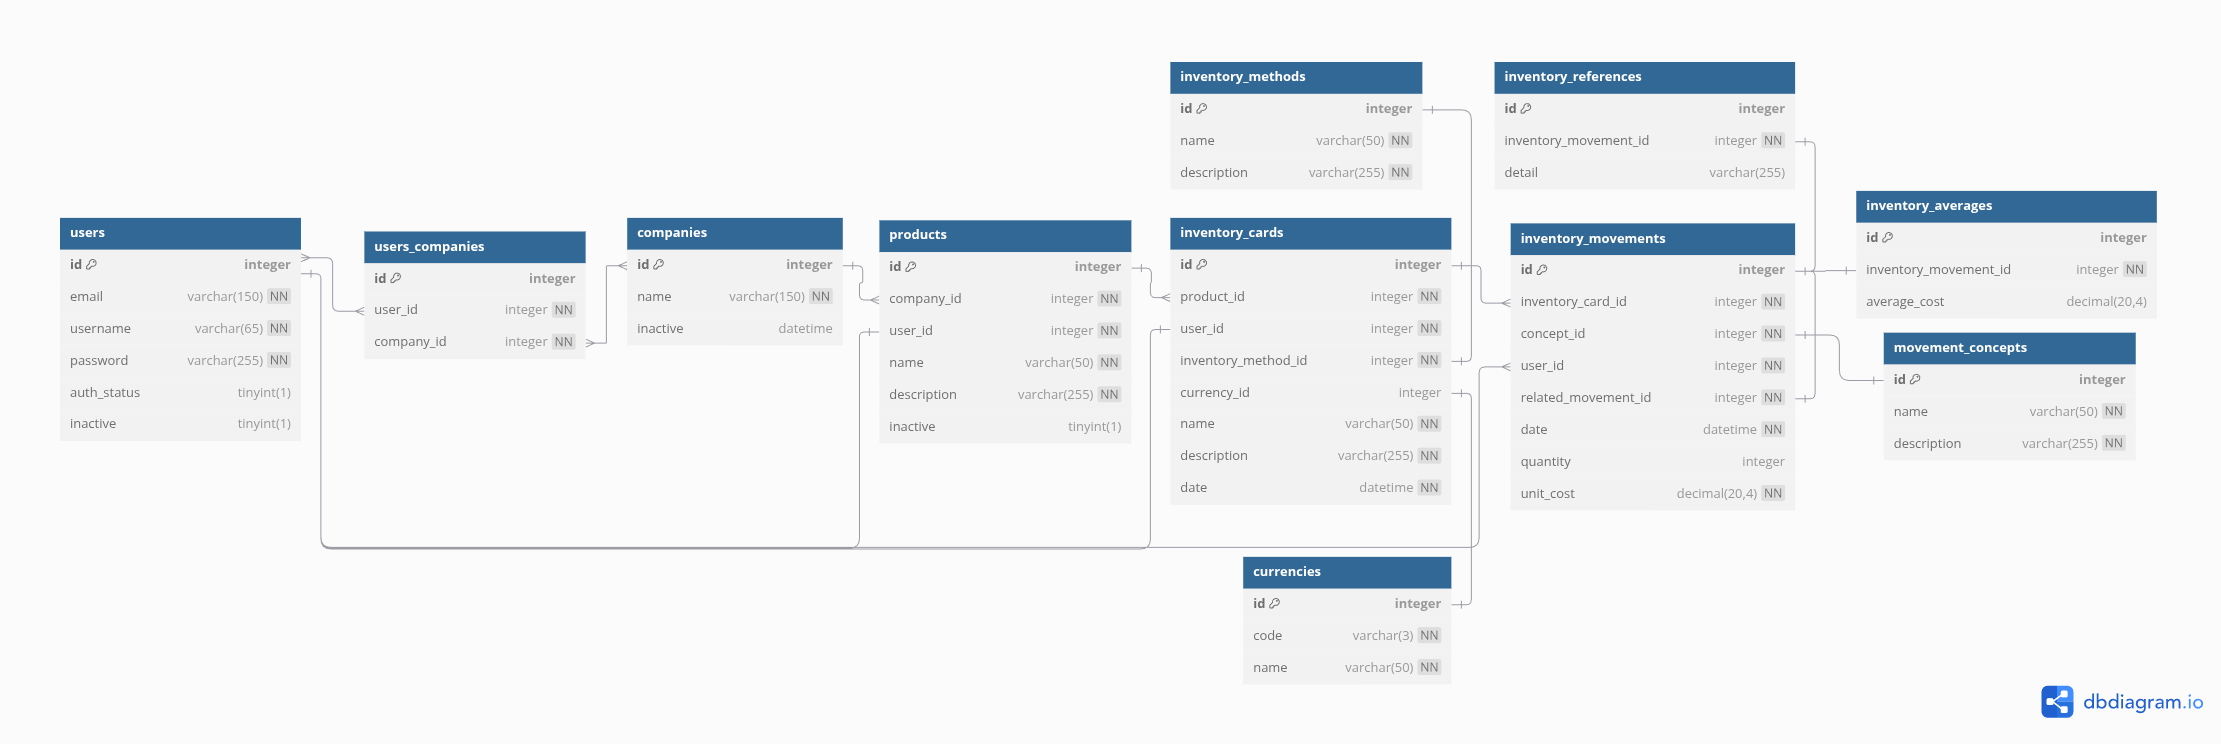 users
id integer
email varchar(150) NN
username varchar(65) NN
password varchar(255) NN
auth_status tinyint(1)
inactive tinyint(1)
users_companies
id integer
user_id integer NN
company_id integer NN
companies
id integer
name varchar(150) NN
inactive datetime
products
id integer
company_id integer NN
user_id integer NN
name varchar(50) NN
description varchar(255) NN
inactive tinyint(1)
inventory_methods
id integer
name varchar(50) NN
description varchar(255) NN
inventory_cards
id integer
product_id integer NN
user_id integer NN
inventory_method_id integer NN
currency_id integer
name varchar(50) NN
description varchar(255) NN
date datetime NN
currencies
id integer
code varchar(3) NN
name varchar(50) NN
inventory_references
id integer
inventory_movement_id integer NN
detail varchar(255)
inventory_movements
id integer
inventory_card_id integer NN
concept_id integer NN
user_id integer NN
related_movement_id integer NN
date datetime NN
quantity integer
unit_cost decimal(20,4) NN
inventory_averages
id integer
inventory_movement_id integer NN
average_cost decimal(20,4)
movement_concepts
id integer
name varchar(50) NN
description varchar(255) NN
dbdiagram.io